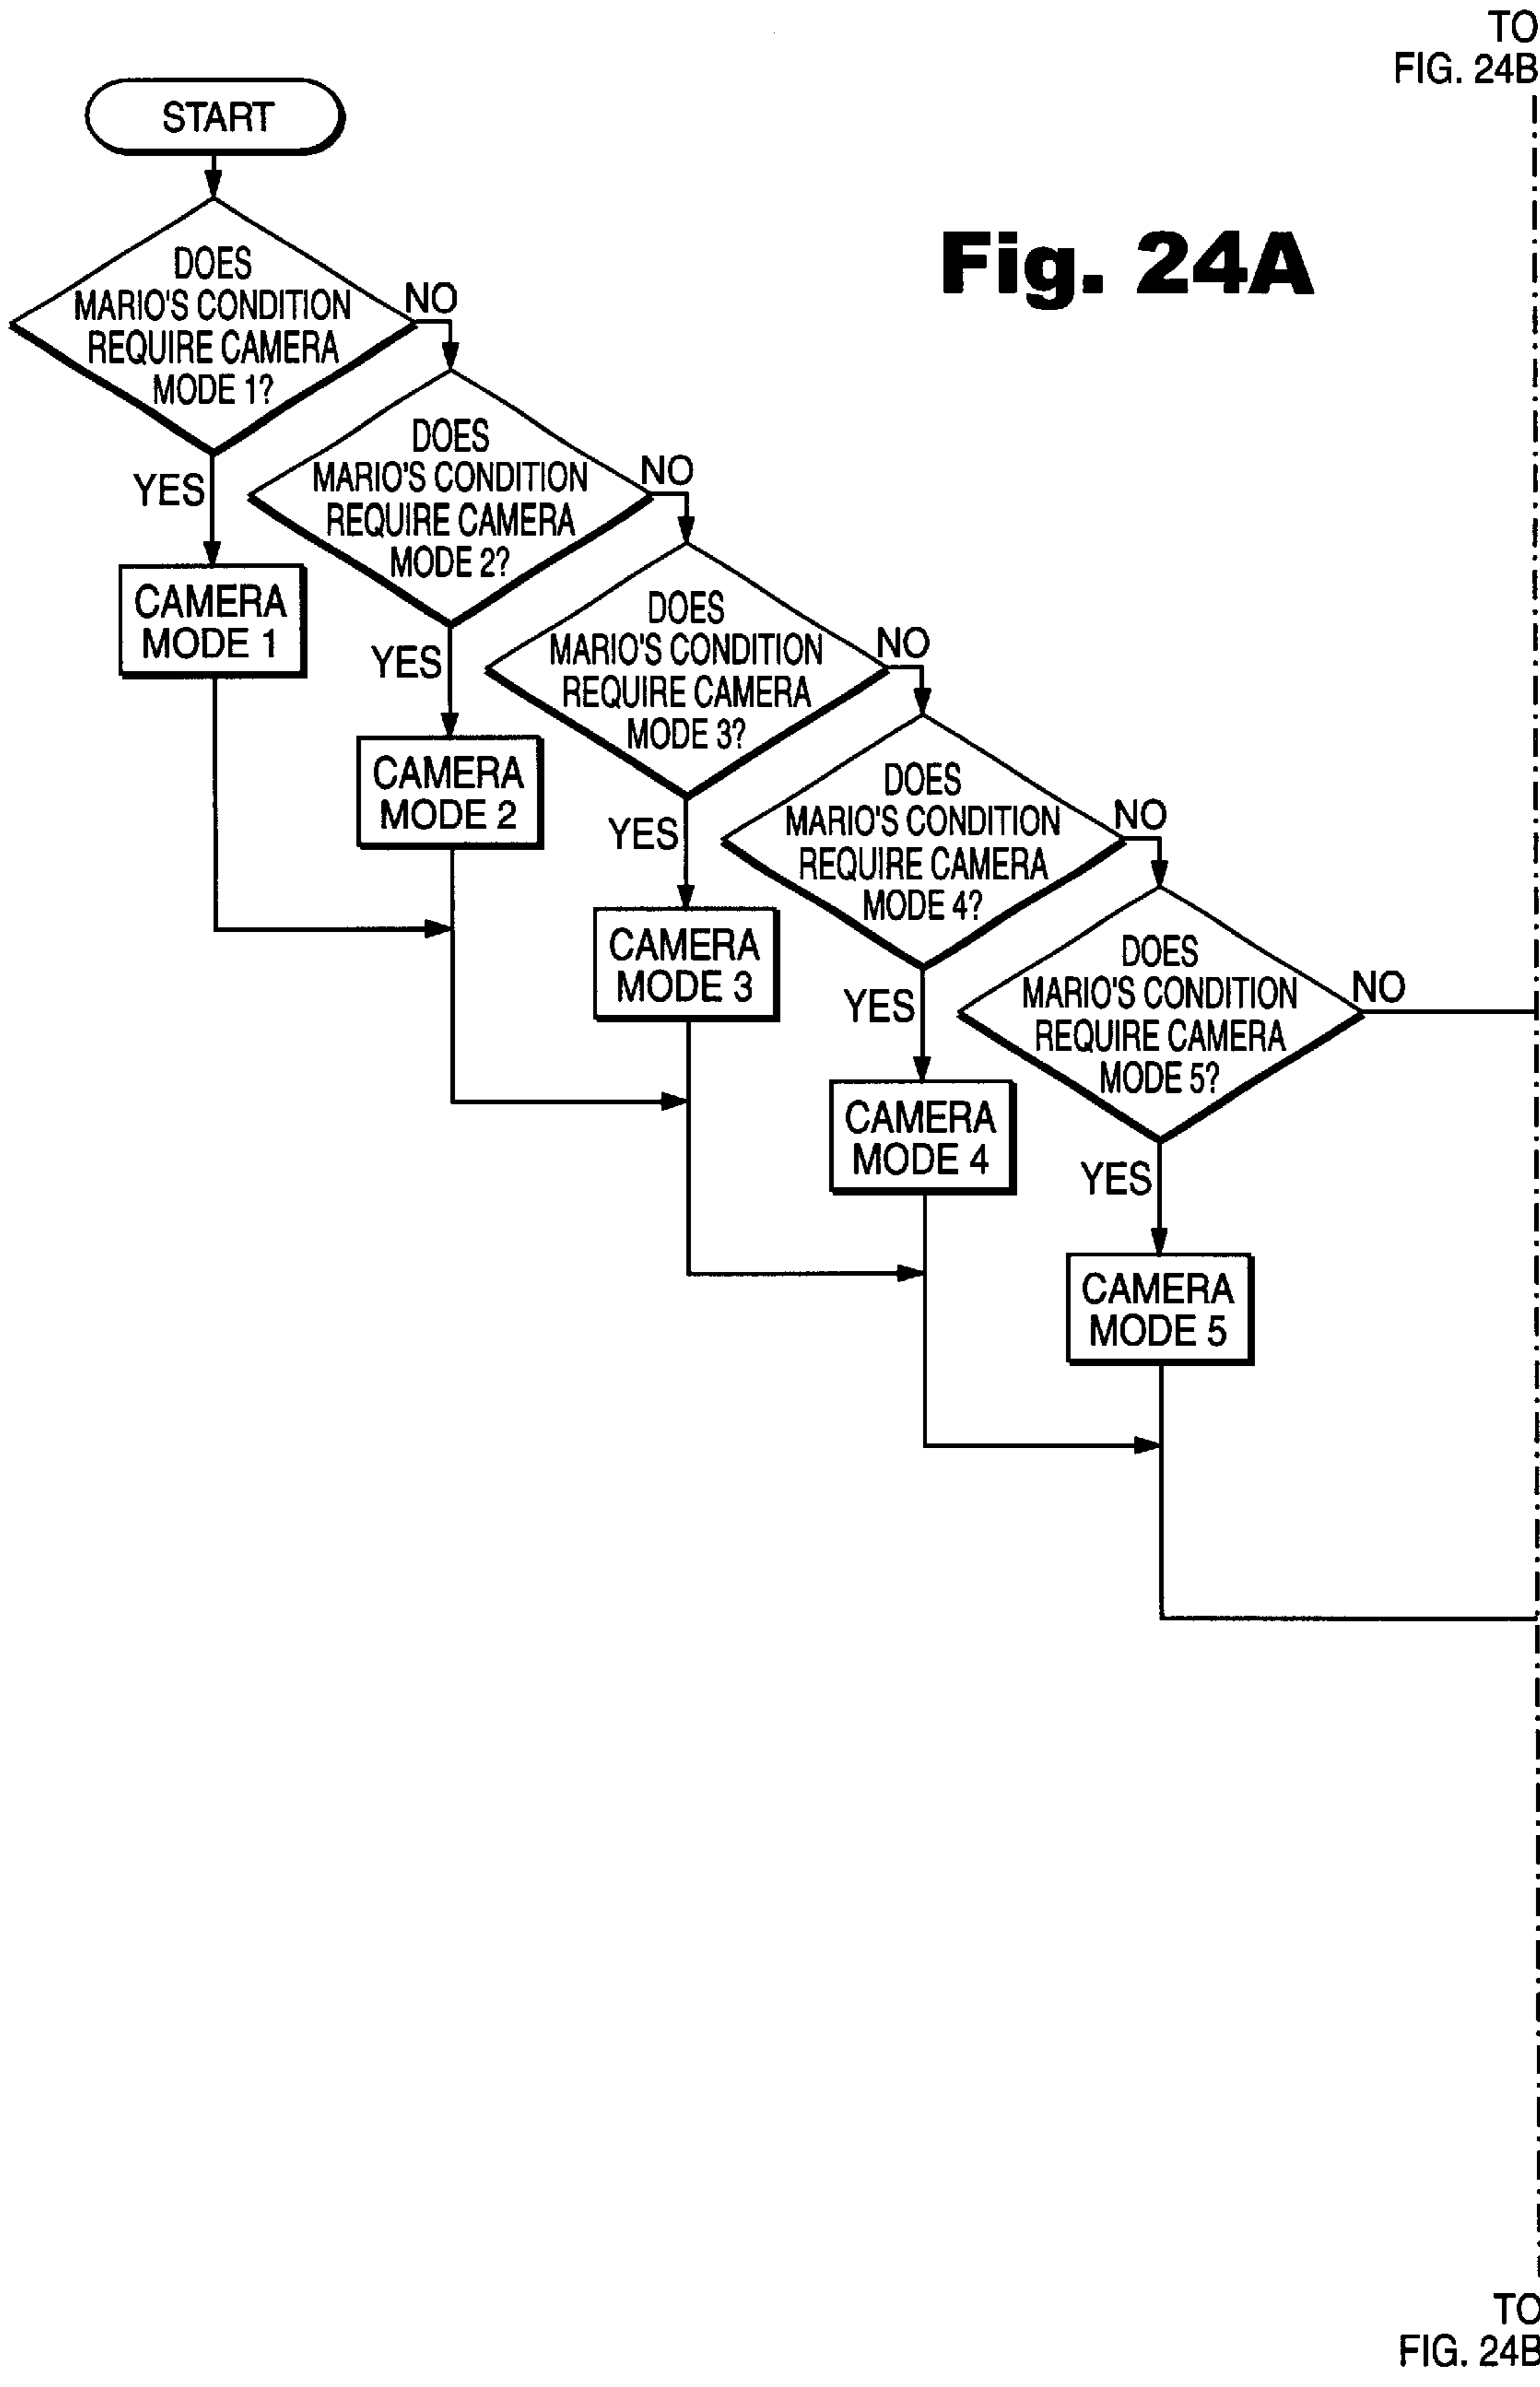 TO
FIG. 24B
START
Fig. 24A
DOES
MARIO'S CONDITION
REQUIRE CAMERA
MODE 1?
NO
YES
CAMERA
MODE 1
DOES
MARIO'S CONDITION
REQUIRE CAMERA
MODE 2?
NO
YES
CAMERA
MODE 2
DOES
MARIO'S CONDITION
REQUIRE CAMERA
MODE 3?
NO
YES
CAMERA
MODE 3
DOES
MARIO'S CONDITION
REQUIRE CAMERA
MODE 4?
NO
YES
CAMERA
MODE 4
DOES
MARIO'S CONDITION
REQUIRE CAMERA
MODE 5?
NO
YES
CAMERA
MODE 5
TO
FIG. 24B